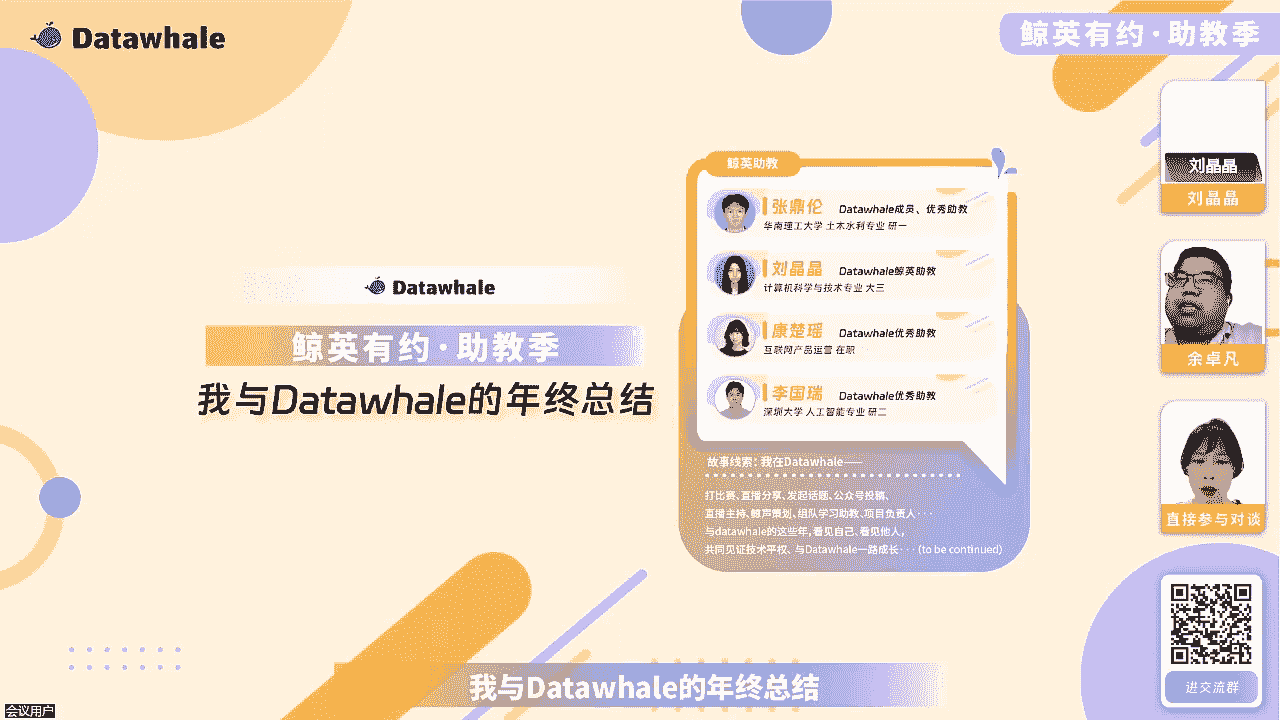 Datawhale
鲸英有约·助教季
Datawhale
鲸英有约·助教季
我与Datawhale的年终总结
鲸英助教
张鼎伦 Datawhale成员、优秀助教
华南理工大学 土木水利专业 研一
刘晶晶 Datawhale鲸英助教
计算机科学与技术专业 大三
康楚瑶 Datawhale优秀助教
互联网产品运营 在职
李国瑞 Datawhale优秀助教
深圳大学 人工智能专业 研二
故事线索：我在Datawhale——
打比赛、直播分享、发起话题、公众号投稿、
直播主持、鲸声策划、组队学习助教、项目负责人···
与datawhale的这些年，看见自己、看见他人，
共同见证技术平权、与Datawhale一路成长···（to be continued）
刘晶晶
刘晶晶
余卓凡
直接参与对谈
进交流群
我与Datawhale的年终总结
会议用户